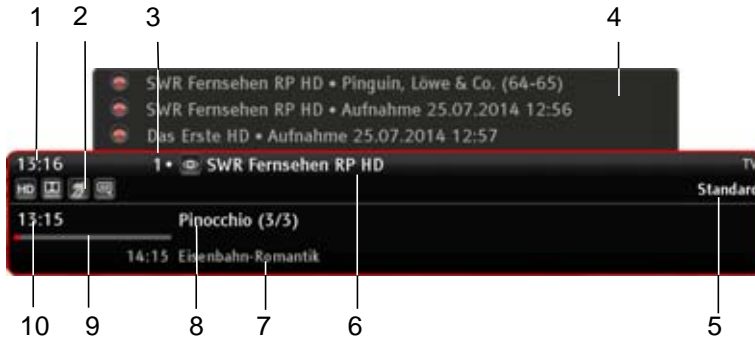 1 2 3 4
SWR Fernsehen RP HD • Pinguin, Löwe & Co. (64-65)
SWR Fernsehen RP HD • Aufnahme 25.07.2014 12:56
Das Erste HD • Aufnahme 25.07.2014 12:57
13:16 1 • SWR Fernsehen RP HD TV
HD Standard
13:15 Pinocchio (3/3)
14:15 Eisenbahn-Romantik
10 9 8 7 6 5